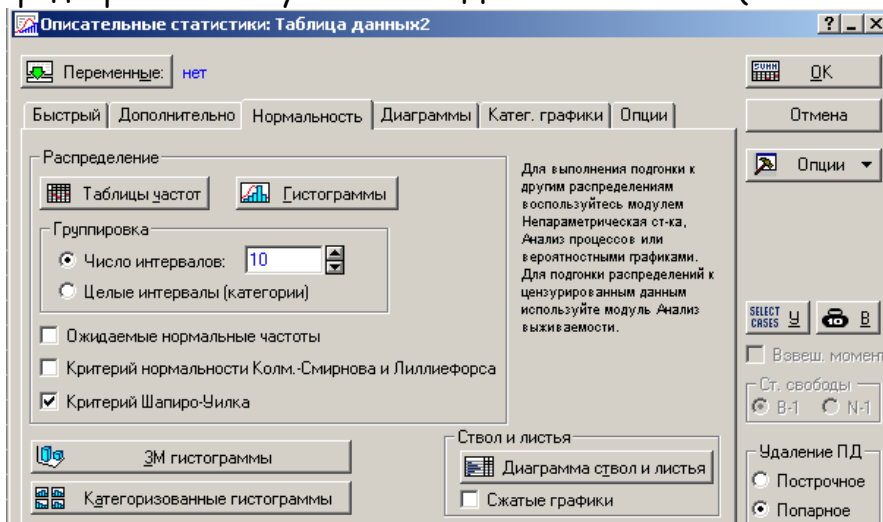 Описательные статистики: Таблица данных2
Переменные: нет
SUMM OK
Быстрый Дополнительно Нормальность Диаграммы Катег. графики Опции
Отмена
Опции
Распределение
Таблицы частот Гистограммы
Группировка
Число интервалов: 10
Целые интервалы (категории)
Ожидаемые нормальные частоты
Критерий нормальности Колм.-Смирнова и Лиллиефорса
Критерий Шапиро-Уилка
Для выполнения подгонки к
другим распределениям
воспользуйтесь модулем
Непараметрическая ст-ка,
Анализ процессов или
вероятностными графиками.
Для подгонки распределений к
цензурированным данным
используйте модуль Анализ
выживаемости.
SELECT CASES У В
Взвеш. момен
Ст. свободы
В-1 N-1
3М гистограммы
Категоризованные гистограммы
Ствол и листья
Диаграмма ствол и листья
Сжатые графики
Удаление ПД
Построчное
Попарное